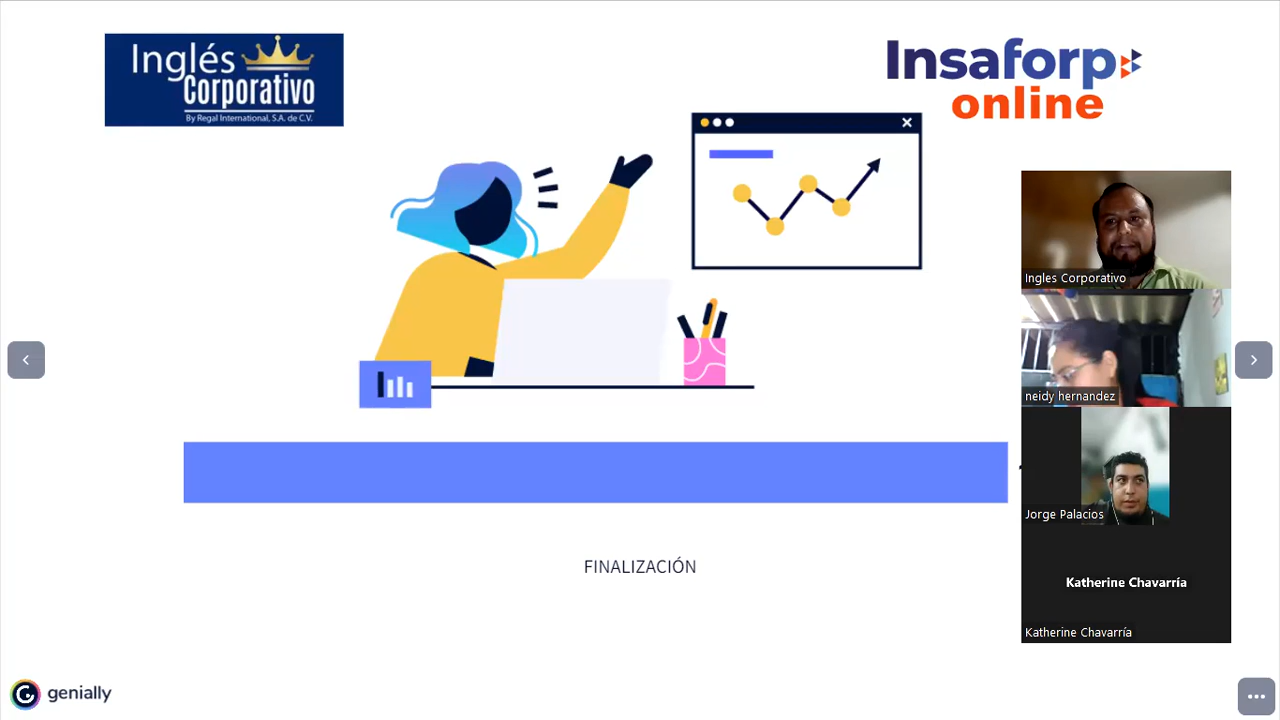 Inglés
Corporativo
By Regal International, S.A. de C.V.
Insaforp
online
Ingles Corporativo
neidy hernandez
Jorge Palacios
Katherine Chavarría
Katherine Chavarría
FINALIZACIÓN
genially